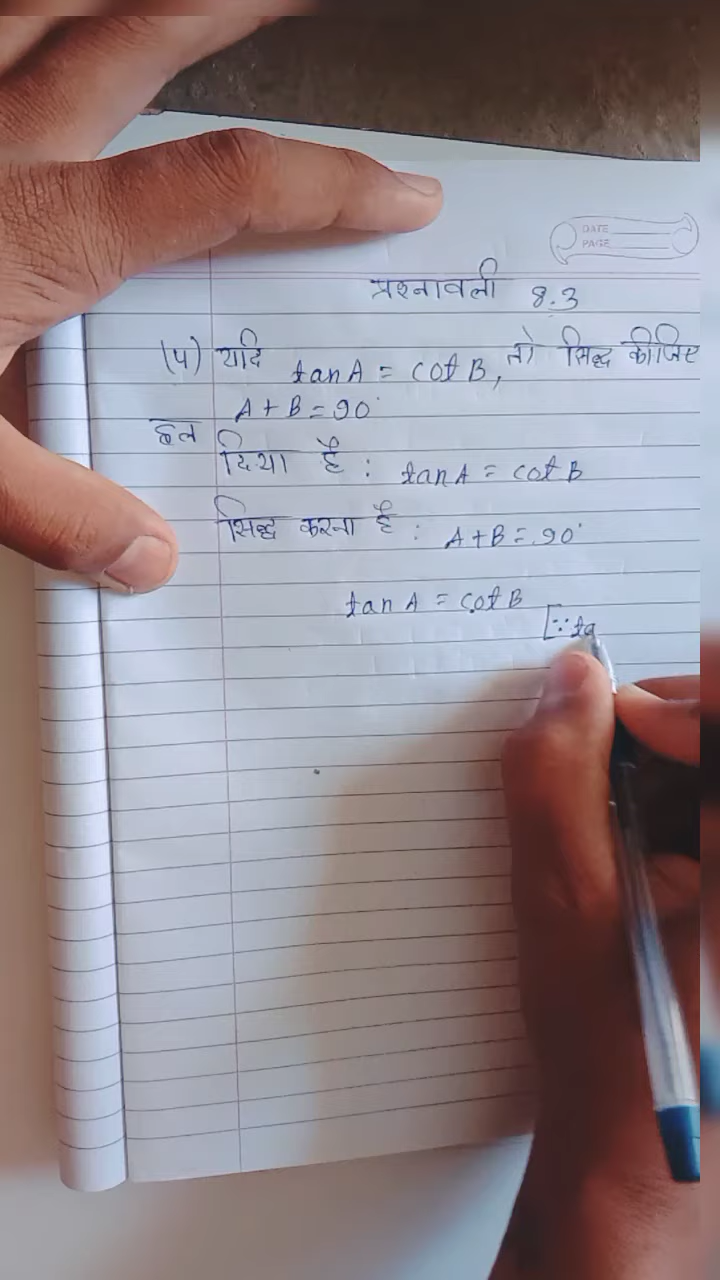 DATE
PAGE
प्रश्नावली 8.3
(4) यदि tan A = cot B, तो सिद्ध कीजिए
A + B = 90°
हल
दिया है : tan A = cot B
सिद्ध करना है : A + B = 90°
tan A = cot B
[∵ ta